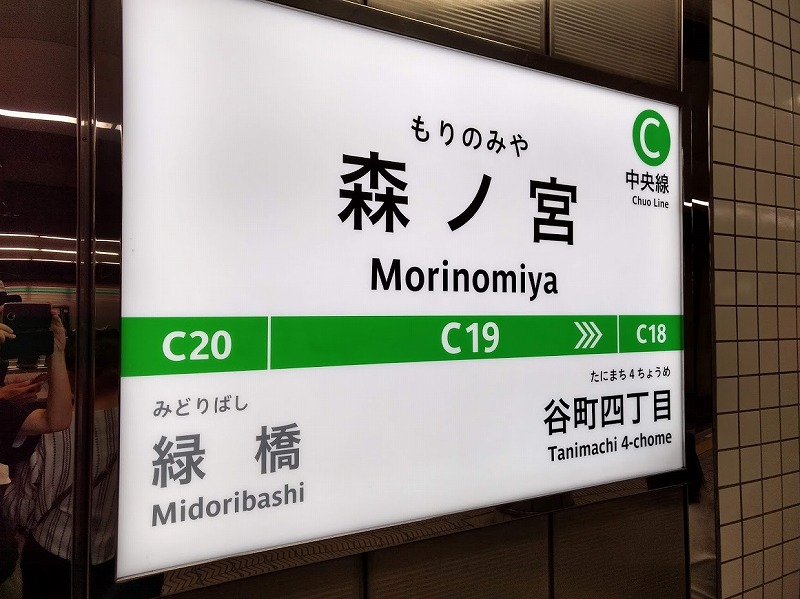 もりのみや
森ノ宮
Morinomiya
C
中央線
Chuo Line
C20
C19
C18
みどりばし
緑橋
Midoribashi
たにまち4ちょうめ
谷町四丁目
Tanimachi 4-chome